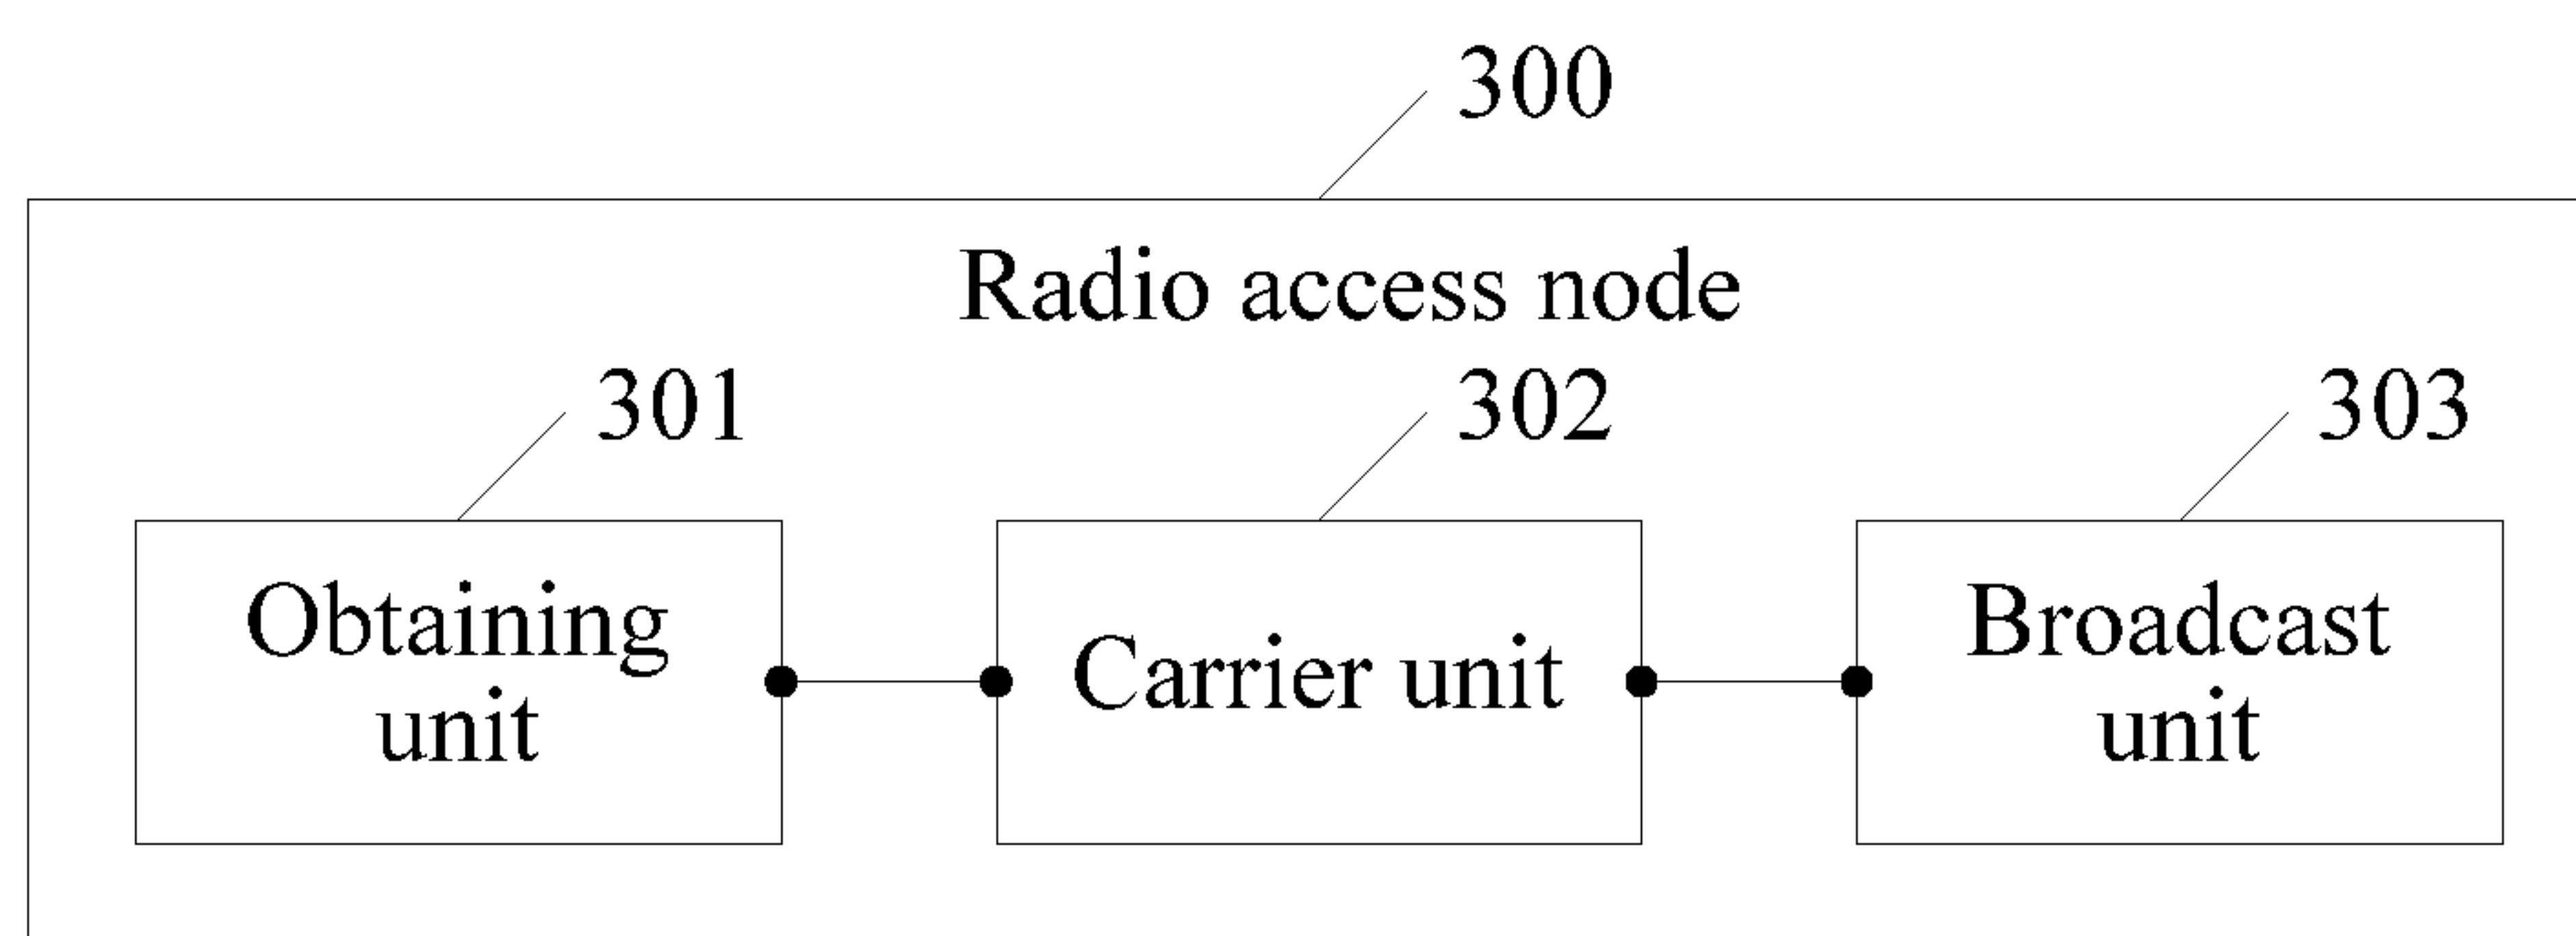 300
Radio access node
301
302
303
Obtaining
unit
Carrier unit
Broadcast
unit